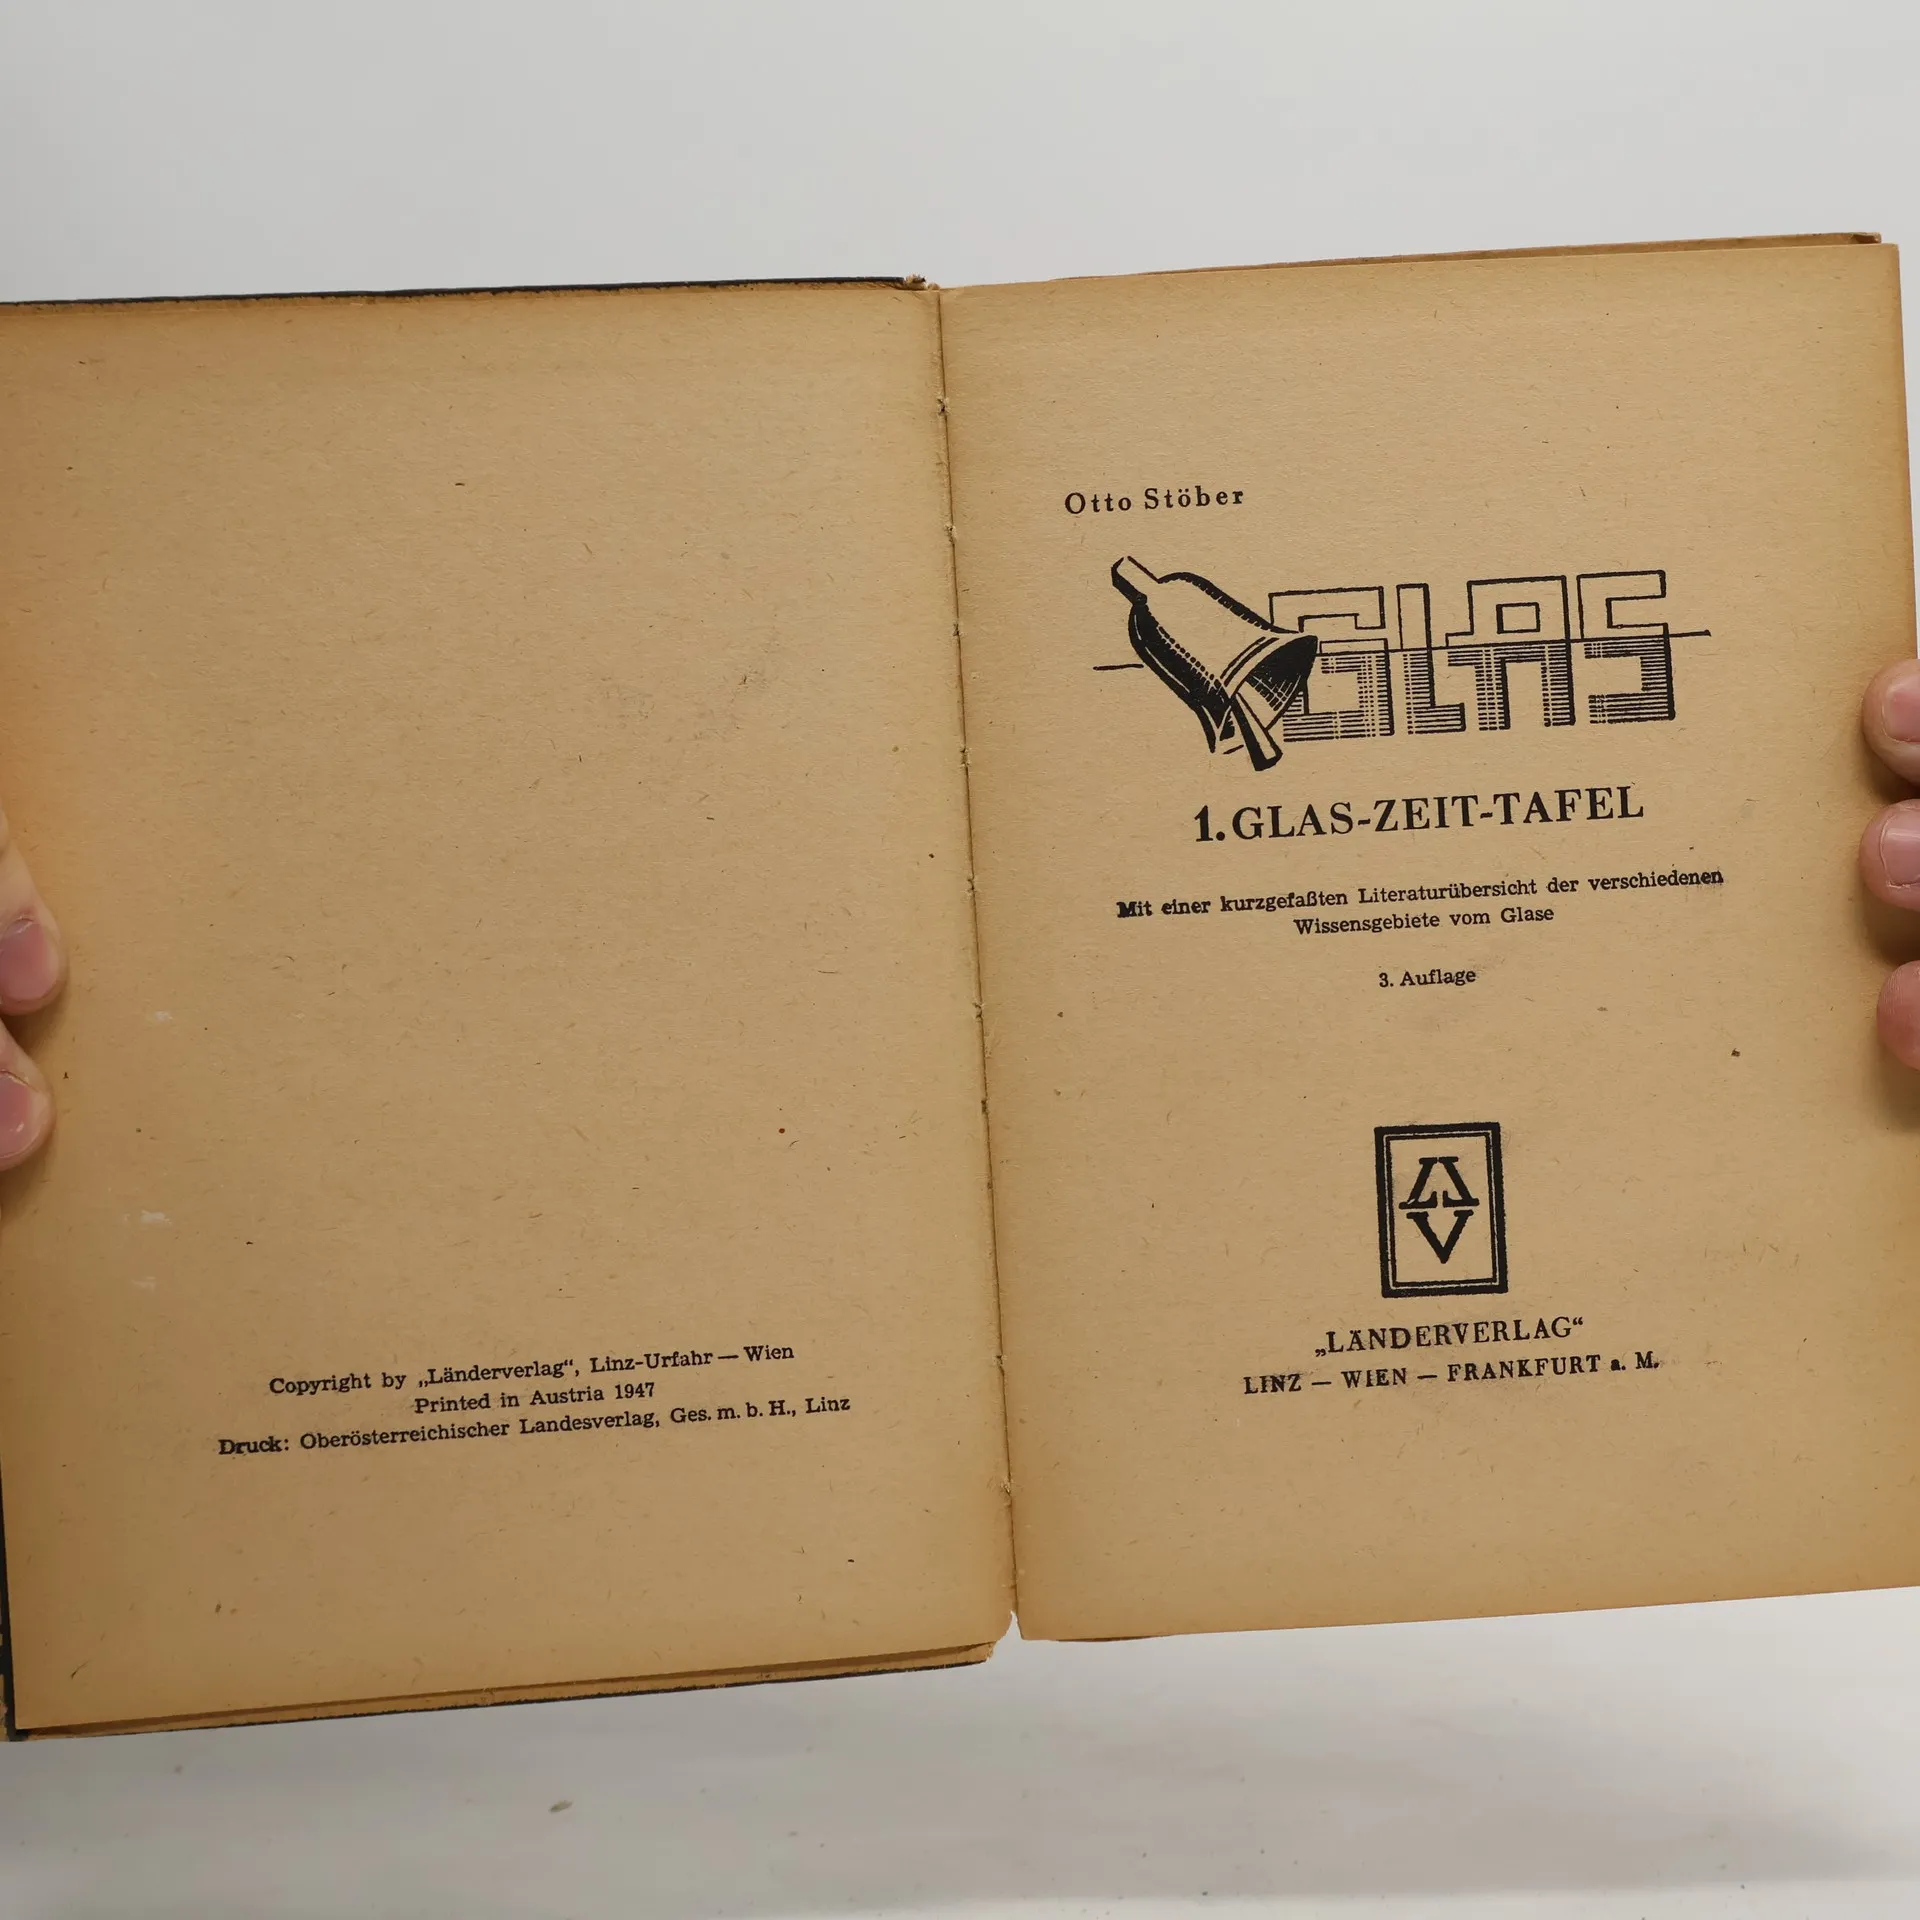 Copyright by „Länderverlag“, Linz-Urfahr — Wien
Printed in Austria 1947
Druck: Oberösterreichischer Landesverlag, Ges. m. b. H., Linz
Otto Stöber
GLAS
1. GLAS-ZEIT-TAFEL
Mit einer kurzgefaßten Literaturübersicht der verschiedenen
Wissensgebiete vom Glase
3. Auflage
„LÄNDERVERLAG“
LINZ — WIEN — FRANKFURT a. M.